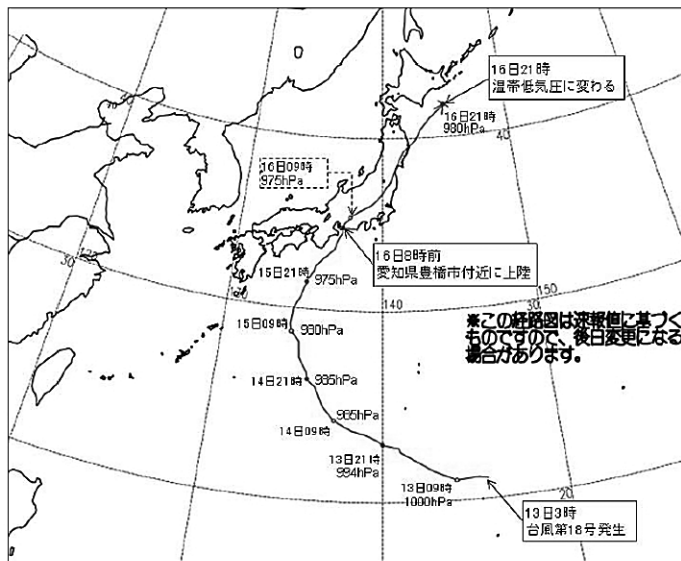 16日21時
温帯低気圧に変わる
16日21時
980hPa
40
16日09時
975hPa
16日8時前
愛知県豊橋市付近に上陸
30
120
15日21時
975hPa
140
150
30
※この経路図は速報値に基づく
ものですので、後日変更になる
場合があります。
15日09時
980hPa
14日21時
985hPa
985hPa
14日09時
13日21時
994hPa
13日09時
1000hPa
20
13日3時
台風第18号発生